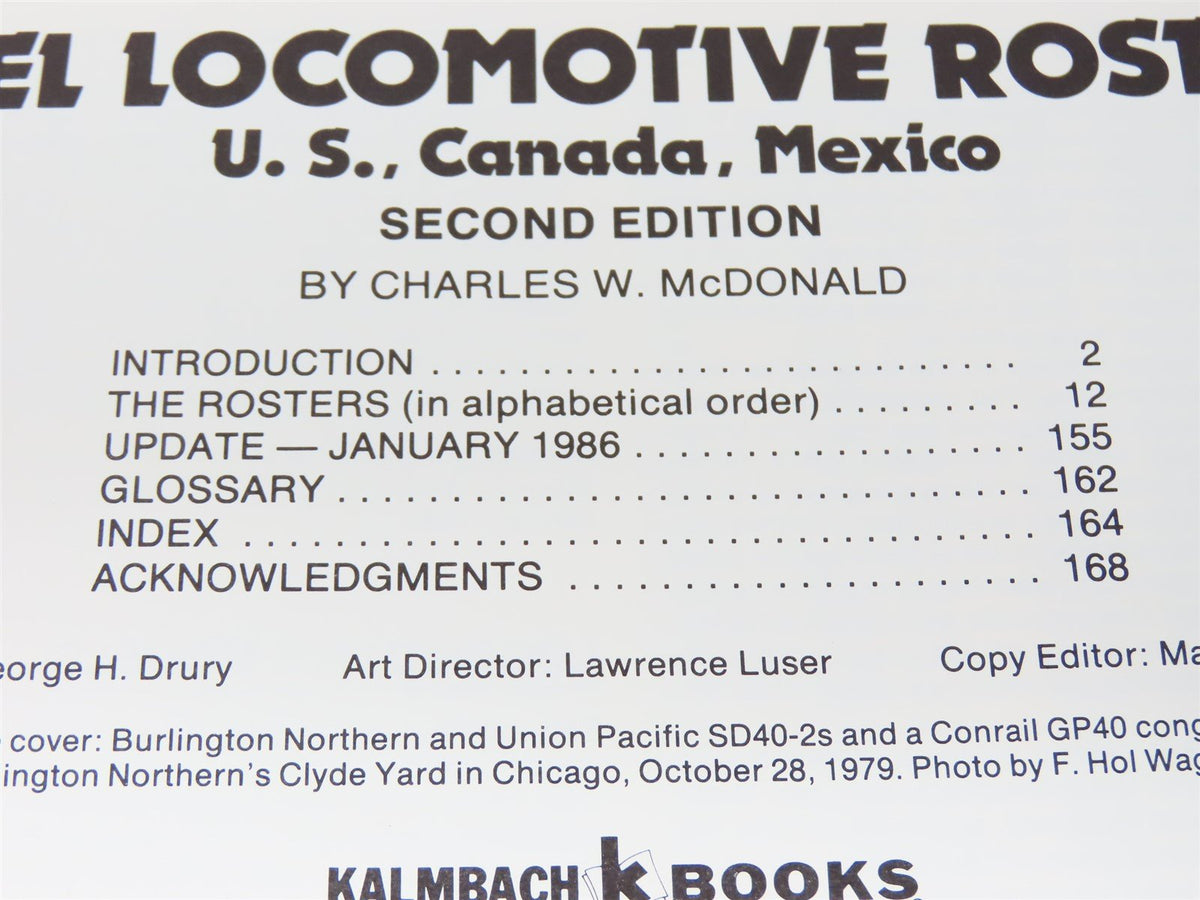 EL LOCOMOTIVE ROST
U. S., Canada, Mexico
SECOND EDITION
BY CHARLES W. McDONALD
INTRODUCTION . . . . . . . . . . . . . . . . . . . . . . . . . . 2
THE ROSTERS (in alphabetical order) . . . . . . . . . 12
UPDATE — JANUARY 1986 . . . . . . . . . . . . . . . . . . 155
GLOSSARY . . . . . . . . . . . . . . . . . . . . . . . . . . . . . . . 162
INDEX . . . . . . . . . . . . . . . . . . . . . . . . . . . . . . . . . . . 164
ACKNOWLEDGMENTS . . . . . . . . . . . . . . . . . . . . . 168
eorge H. Drury Art Director: Lawrence Luser Copy Editor: Ma
cover: Burlington Northern and Union Pacific SD40-2s and a Conrail GP40 cong
ington Northern's Clyde Yard in Chicago, October 28, 1979. Photo by F. Hol Wag
KALMBACH k BOOKS